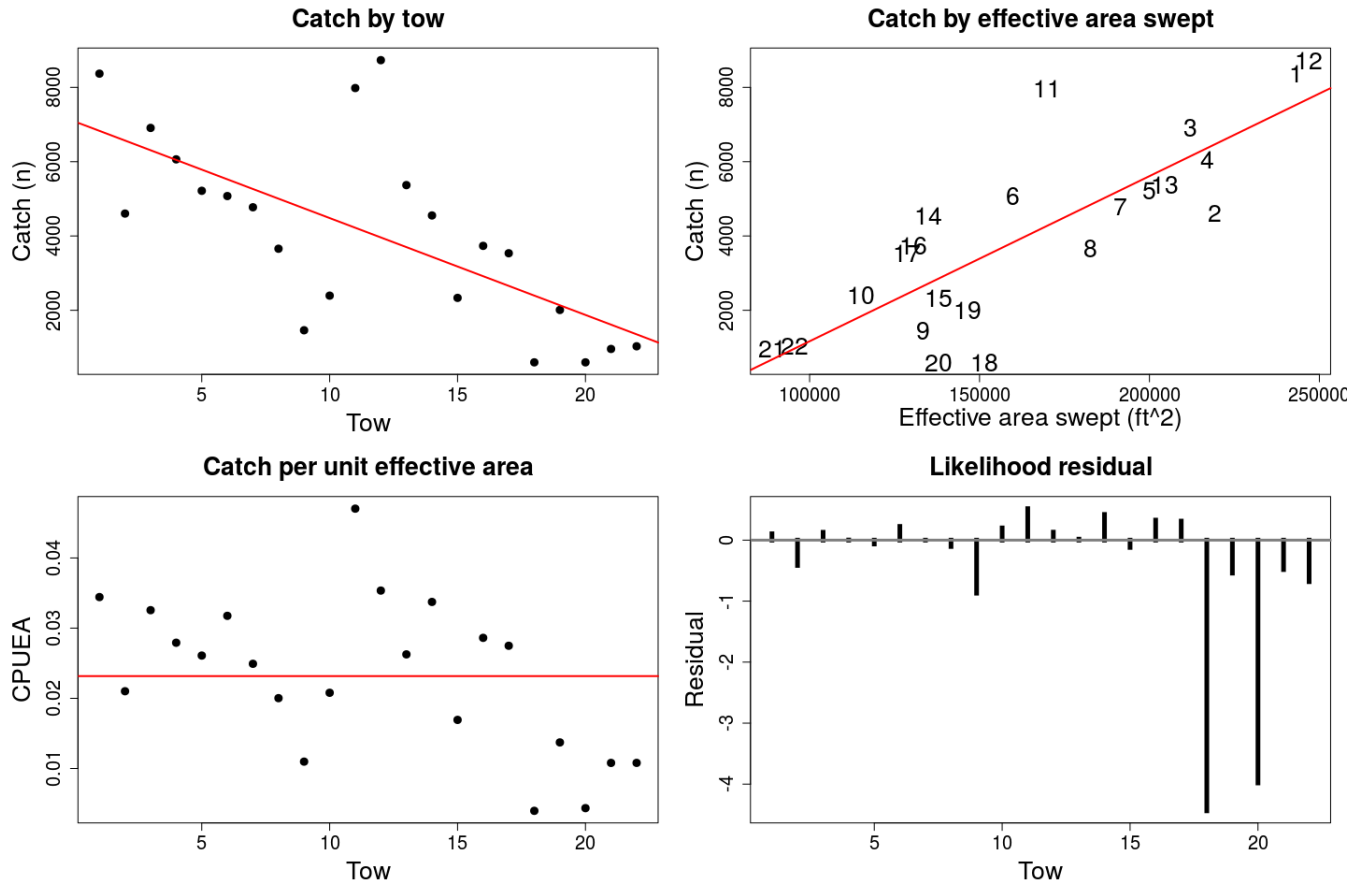 Catch by tow
Catch (n)
8000
6000
4000
2000
5 10 15 20
Tow
Catch by effective area swept
Catch (n)
8000
6000
4000
2000
12
1
11
3
4
13
5
2
6
7
14
8
16
17
10
15
19
9
21 22
20 18
100000 150000 200000 250000
Effective area swept (ft^2)
Catch per unit effective area
CPUEA
0.04
0.03
0.02
0.01
5 10 15 20
Tow
Likelihood residual
Residual
0
-1
-2
-3
-4
5 10 15 20
Tow